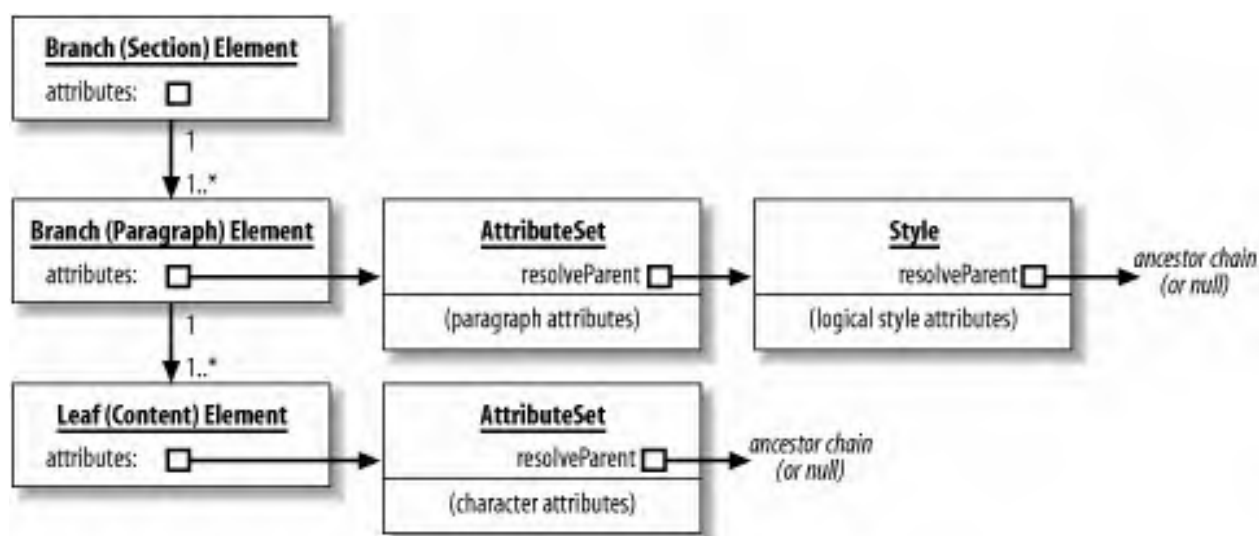 Branch (Section) Element
attributes:
1
1..*
Branch (Paragraph) Element
attributes:
AttributeSet
resolveParent
(paragraph attributes)
Style
resolveParent
(logical style attributes)
ancestor chain
(or null)
1
1..*
Leaf (Content) Element
attributes:
AttributeSet
resolveParent
(character attributes)
ancestor chain
(or null)